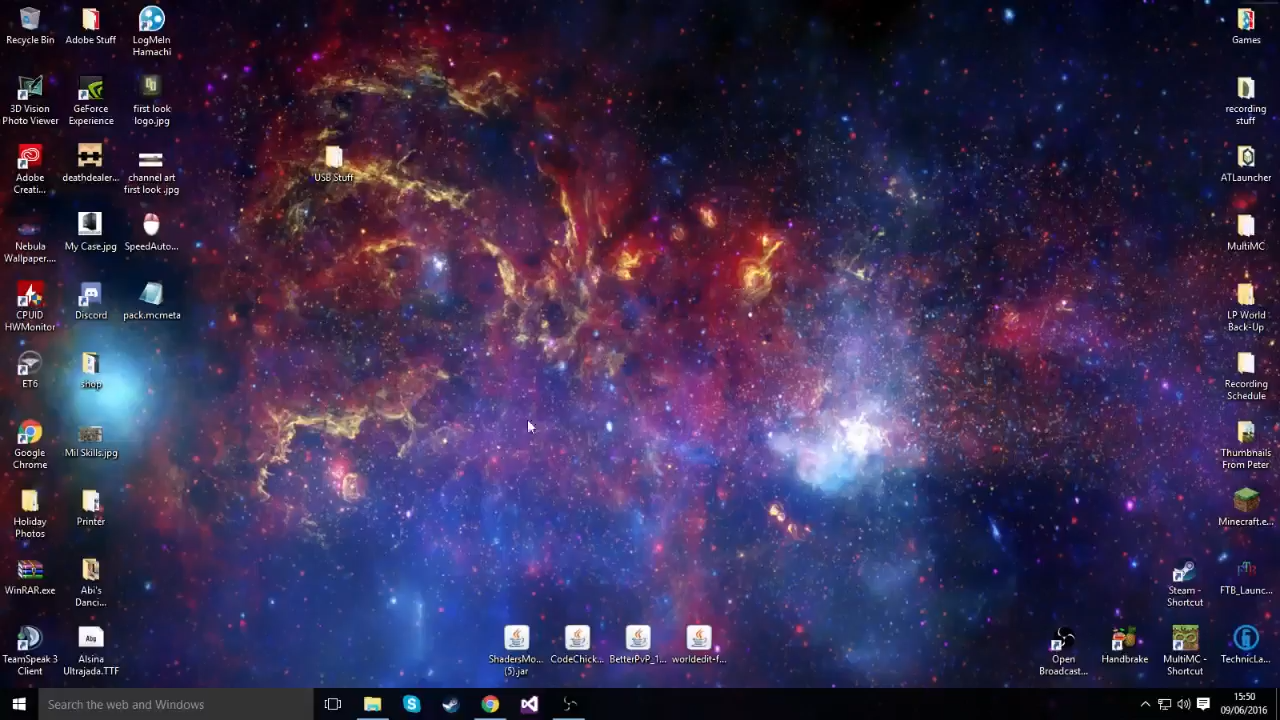 Recycle Bin
Adobe Stuff
LogMeIn
Hamachi
Games
3D Vision
Photo Viewer
GeForce
Experience
first look
logo.jpg
recording
stuff
Adobe
Creati...
deathdealer...
channel art
first look .jpg
USB Stuff
ATLauncher
Nebula
Wallpaper....
My Case.jpg
SpeedAuto...
MultiMC
CPUID
HWMonitor
Discord
pack.mcmeta
LP World
Back-Up
ET6
shop
Recording
Schedule
Google
Chrome
Mil Skills.jpg
Thumbnails
From Peter
Holiday
Photos
Printer
Minecraft.e...
WinRAR.exe
Abi's
Danci...
Steam -
Shortcut
FTB_Launc...
TeamSpeak 3
Client
Abg
Alsina
Ultrajada.TTF
ShadersMo...
(5).jar
CodeChick...
BetterPvP_1...
worldedit-f...
Open
Broadcast...
Handbrake
MultiMC -
Shortcut
TechnicLa...
Search the web and Windows
15:50
09/06/2016